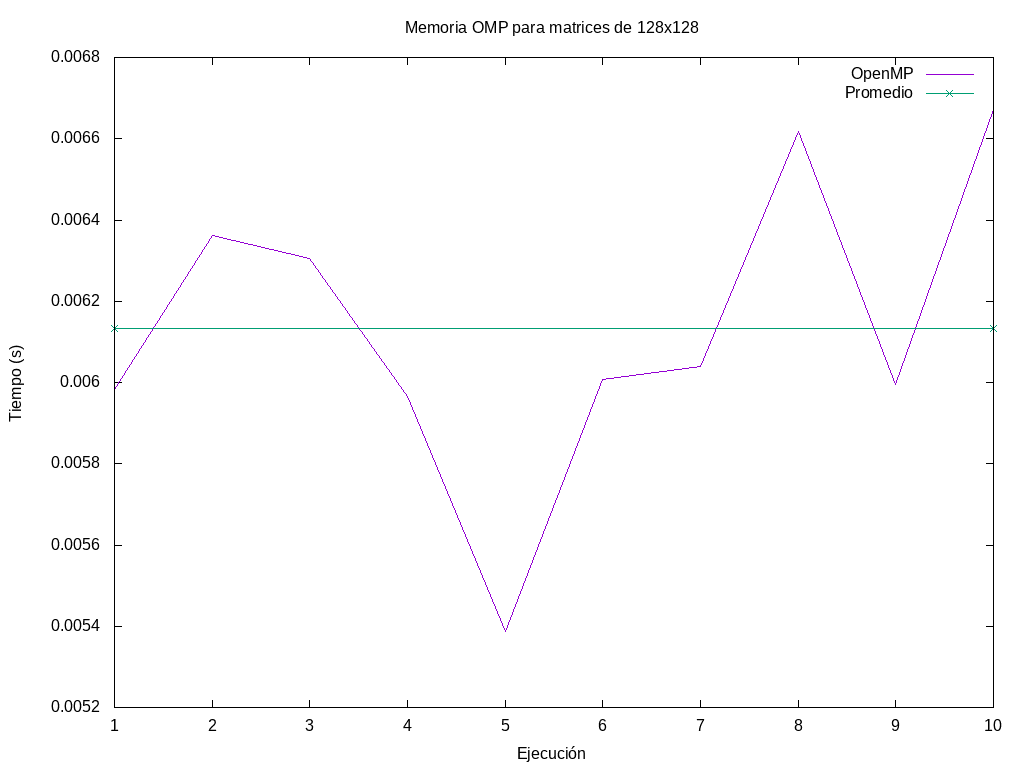 Memoria OMP para matrices de 128x128
OpenMP
Promedio
0.0068
0.0066
0.0064
0.0062
0.006
0.0058
0.0056
0.0054
0.0052
Tiempo (s)
1 2 3 4 5 6 7 8 9 10
Ejecución